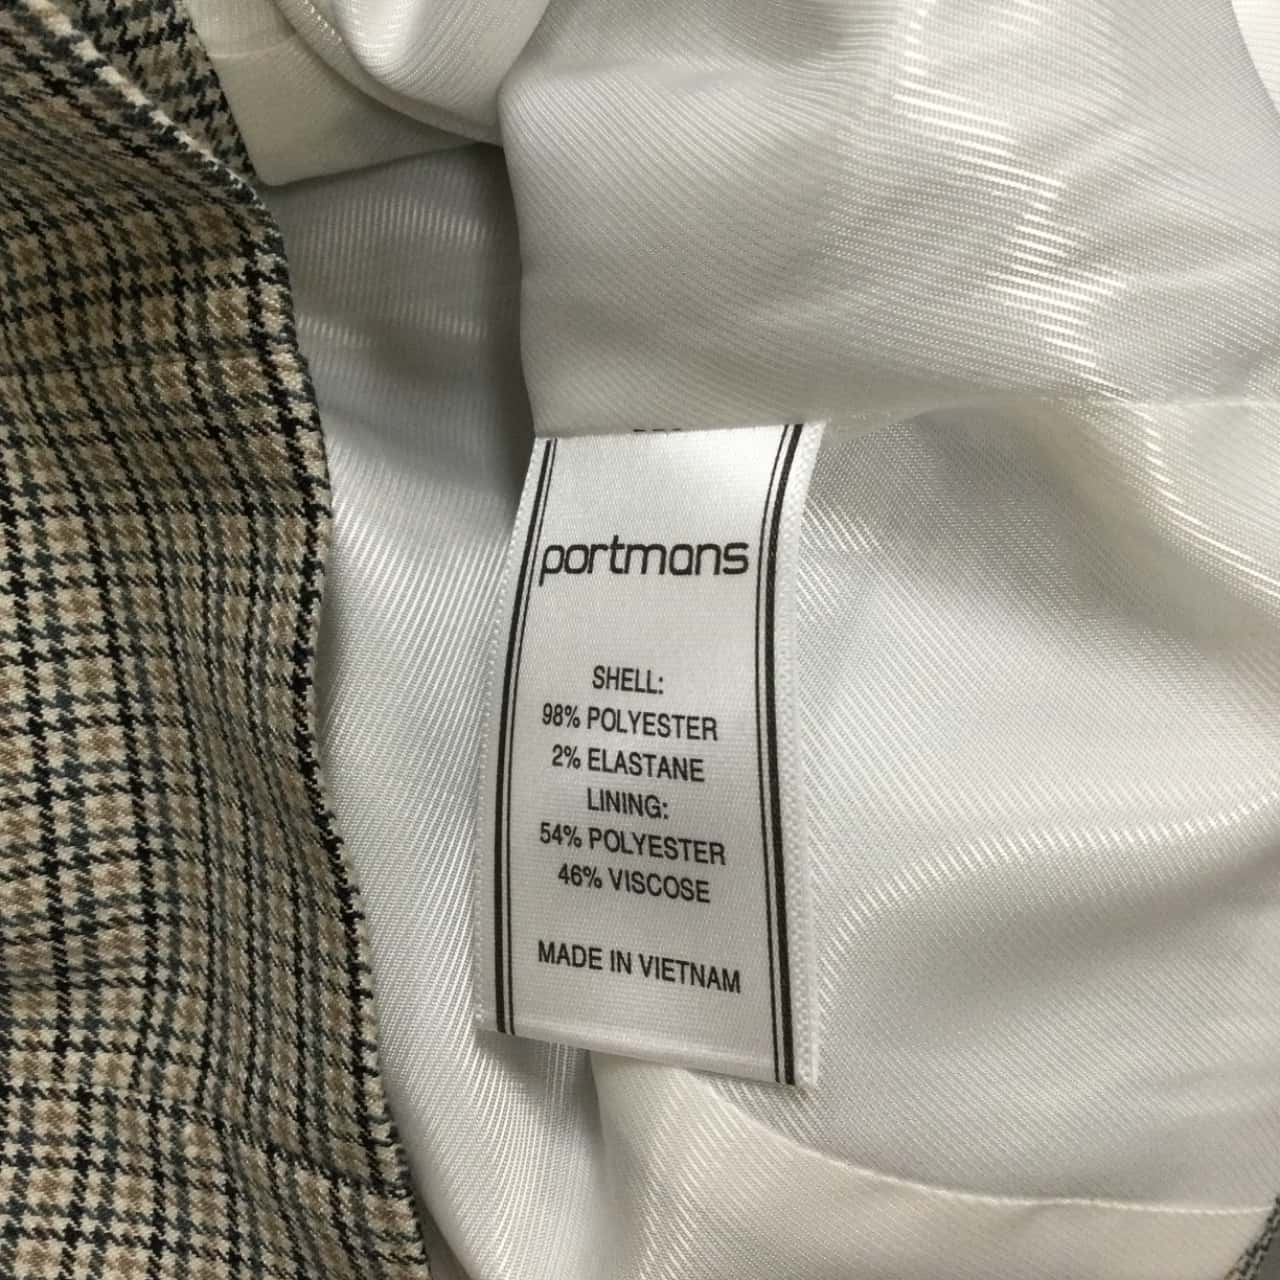 portmans
SHELL:
98% POLYESTER
2% ELASTANE
LINING:
54% POLYESTER
46% VISCOSE
MADE IN VIETNAM